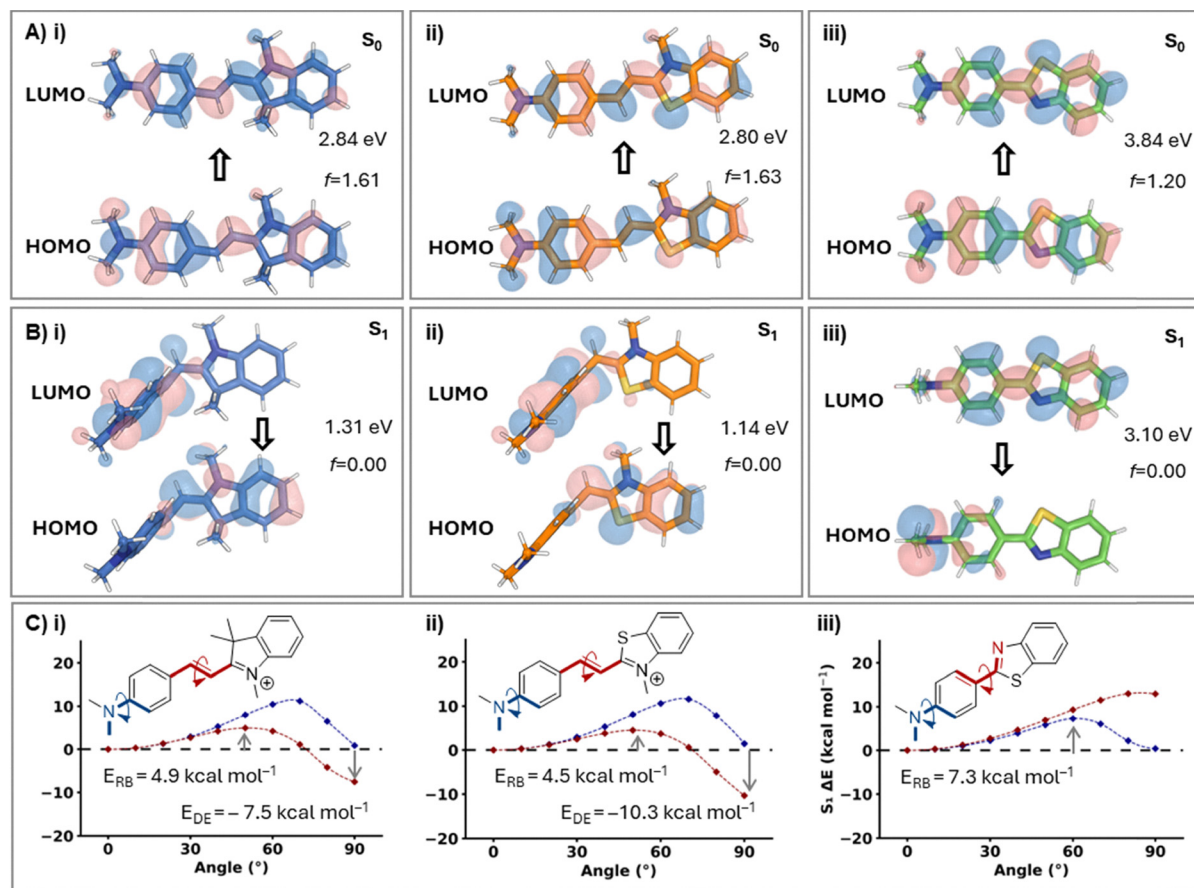 A) i)
S₀
LUMO
2.84 eV
f=1.61
HOMO
ii)
S₀
LUMO
2.80 eV
f=1.63
HOMO
iii)
S₀
LUMO
3.84 eV
f=1.20
HOMO
B) i)
S₁
LUMO
1.31 eV
f=0.00
HOMO
ii)
S₁
LUMO
1.14 eV
f=0.00
HOMO
iii)
S₁
LUMO
3.10 eV
f=0.00
HOMO
C) i)
20
10
0
−10
−20
N
N
⊕
E_RB = 4.9 kcal mol⁻¹
E_DE = − 7.5 kcal mol⁻¹
0 30 60 90
Angle (°)
ii)
20
10
0
−10
−20
N
S
N
⊕
E_RB = 4.5 kcal mol⁻¹
E_DE = −10.3 kcal mol⁻¹
0 30 60 90
Angle (°)
iii)
S₁ ΔE (kcal mol⁻¹)
20
10
0
−10
−20
N
N
S
E_RB = 7.3 kcal mol⁻¹
0 30 60 90
Angle (°)